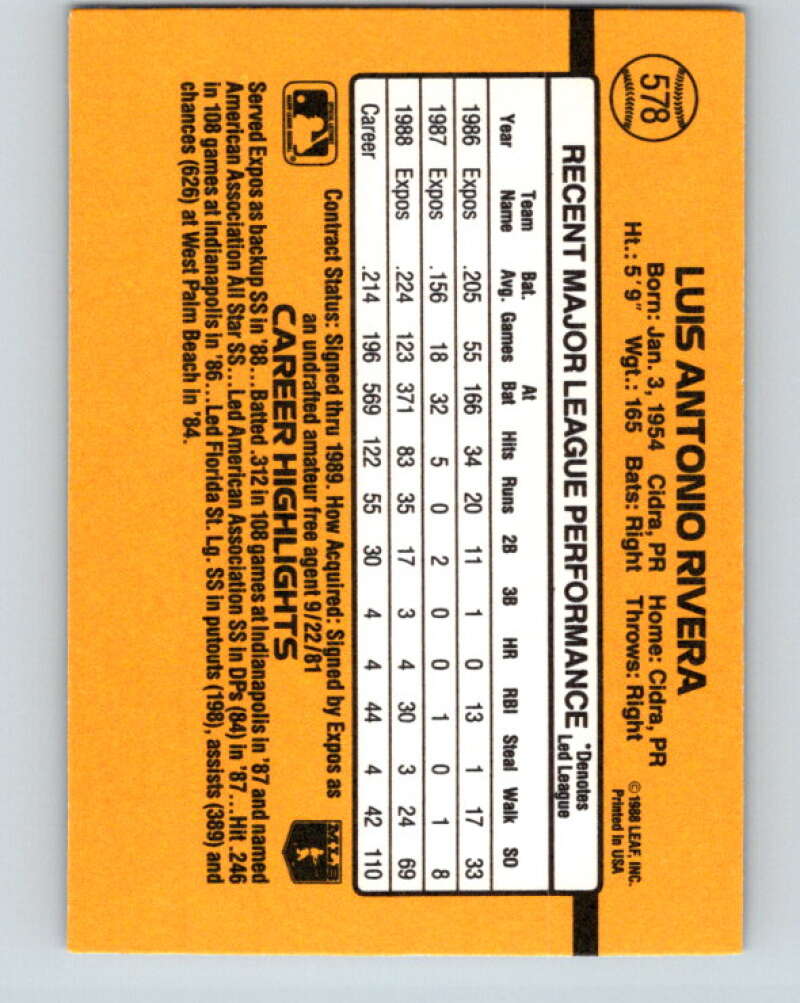 578
LUIS ANTONIO RIVERA
Born: Jan. 3, 1954 Cidra, PR Home: Cidra, PR
Ht.: 5'9" Wgt.: 165 Bats: Right Throws: Right
© 1988 LEAF, INC.
Printed in USA
RECENT MAJOR LEAGUE PERFORMANCE *Denotes Led League
Year Team Name Bat. Avg. Games At Bat Hits Runs 2B 3B HR RBI Steal Walk SO
1986 Expos .205 55 166 34 20 11 1 0 13 1 17 33
1987 Expos .156 18 32 5 0 2 0 0 1 0 1 8
1988 Expos .224 123 371 83 35 17 3 4 30 3 24 69
Career .214 196 569 122 55 30 4 4 44 4 42 110
Contract Status: Signed thru 1989. How Acquired: Signed by Expos as
an undrafted amateur free agent 9/22/81
CAREER HIGHLIGHTS
MLB
Served Expos as backup SS in '88...Batted .312 in 108 games at Indianapolis in '87 and named
American Association All Star SS....Led American Association SS in DPs (84) in '87...Hit .246
in 108 games at Indianapolis in '86...Led Florida St. Lg. SS in putouts (198), assists (389) and
chances (626) at West Palm Beach in '84.